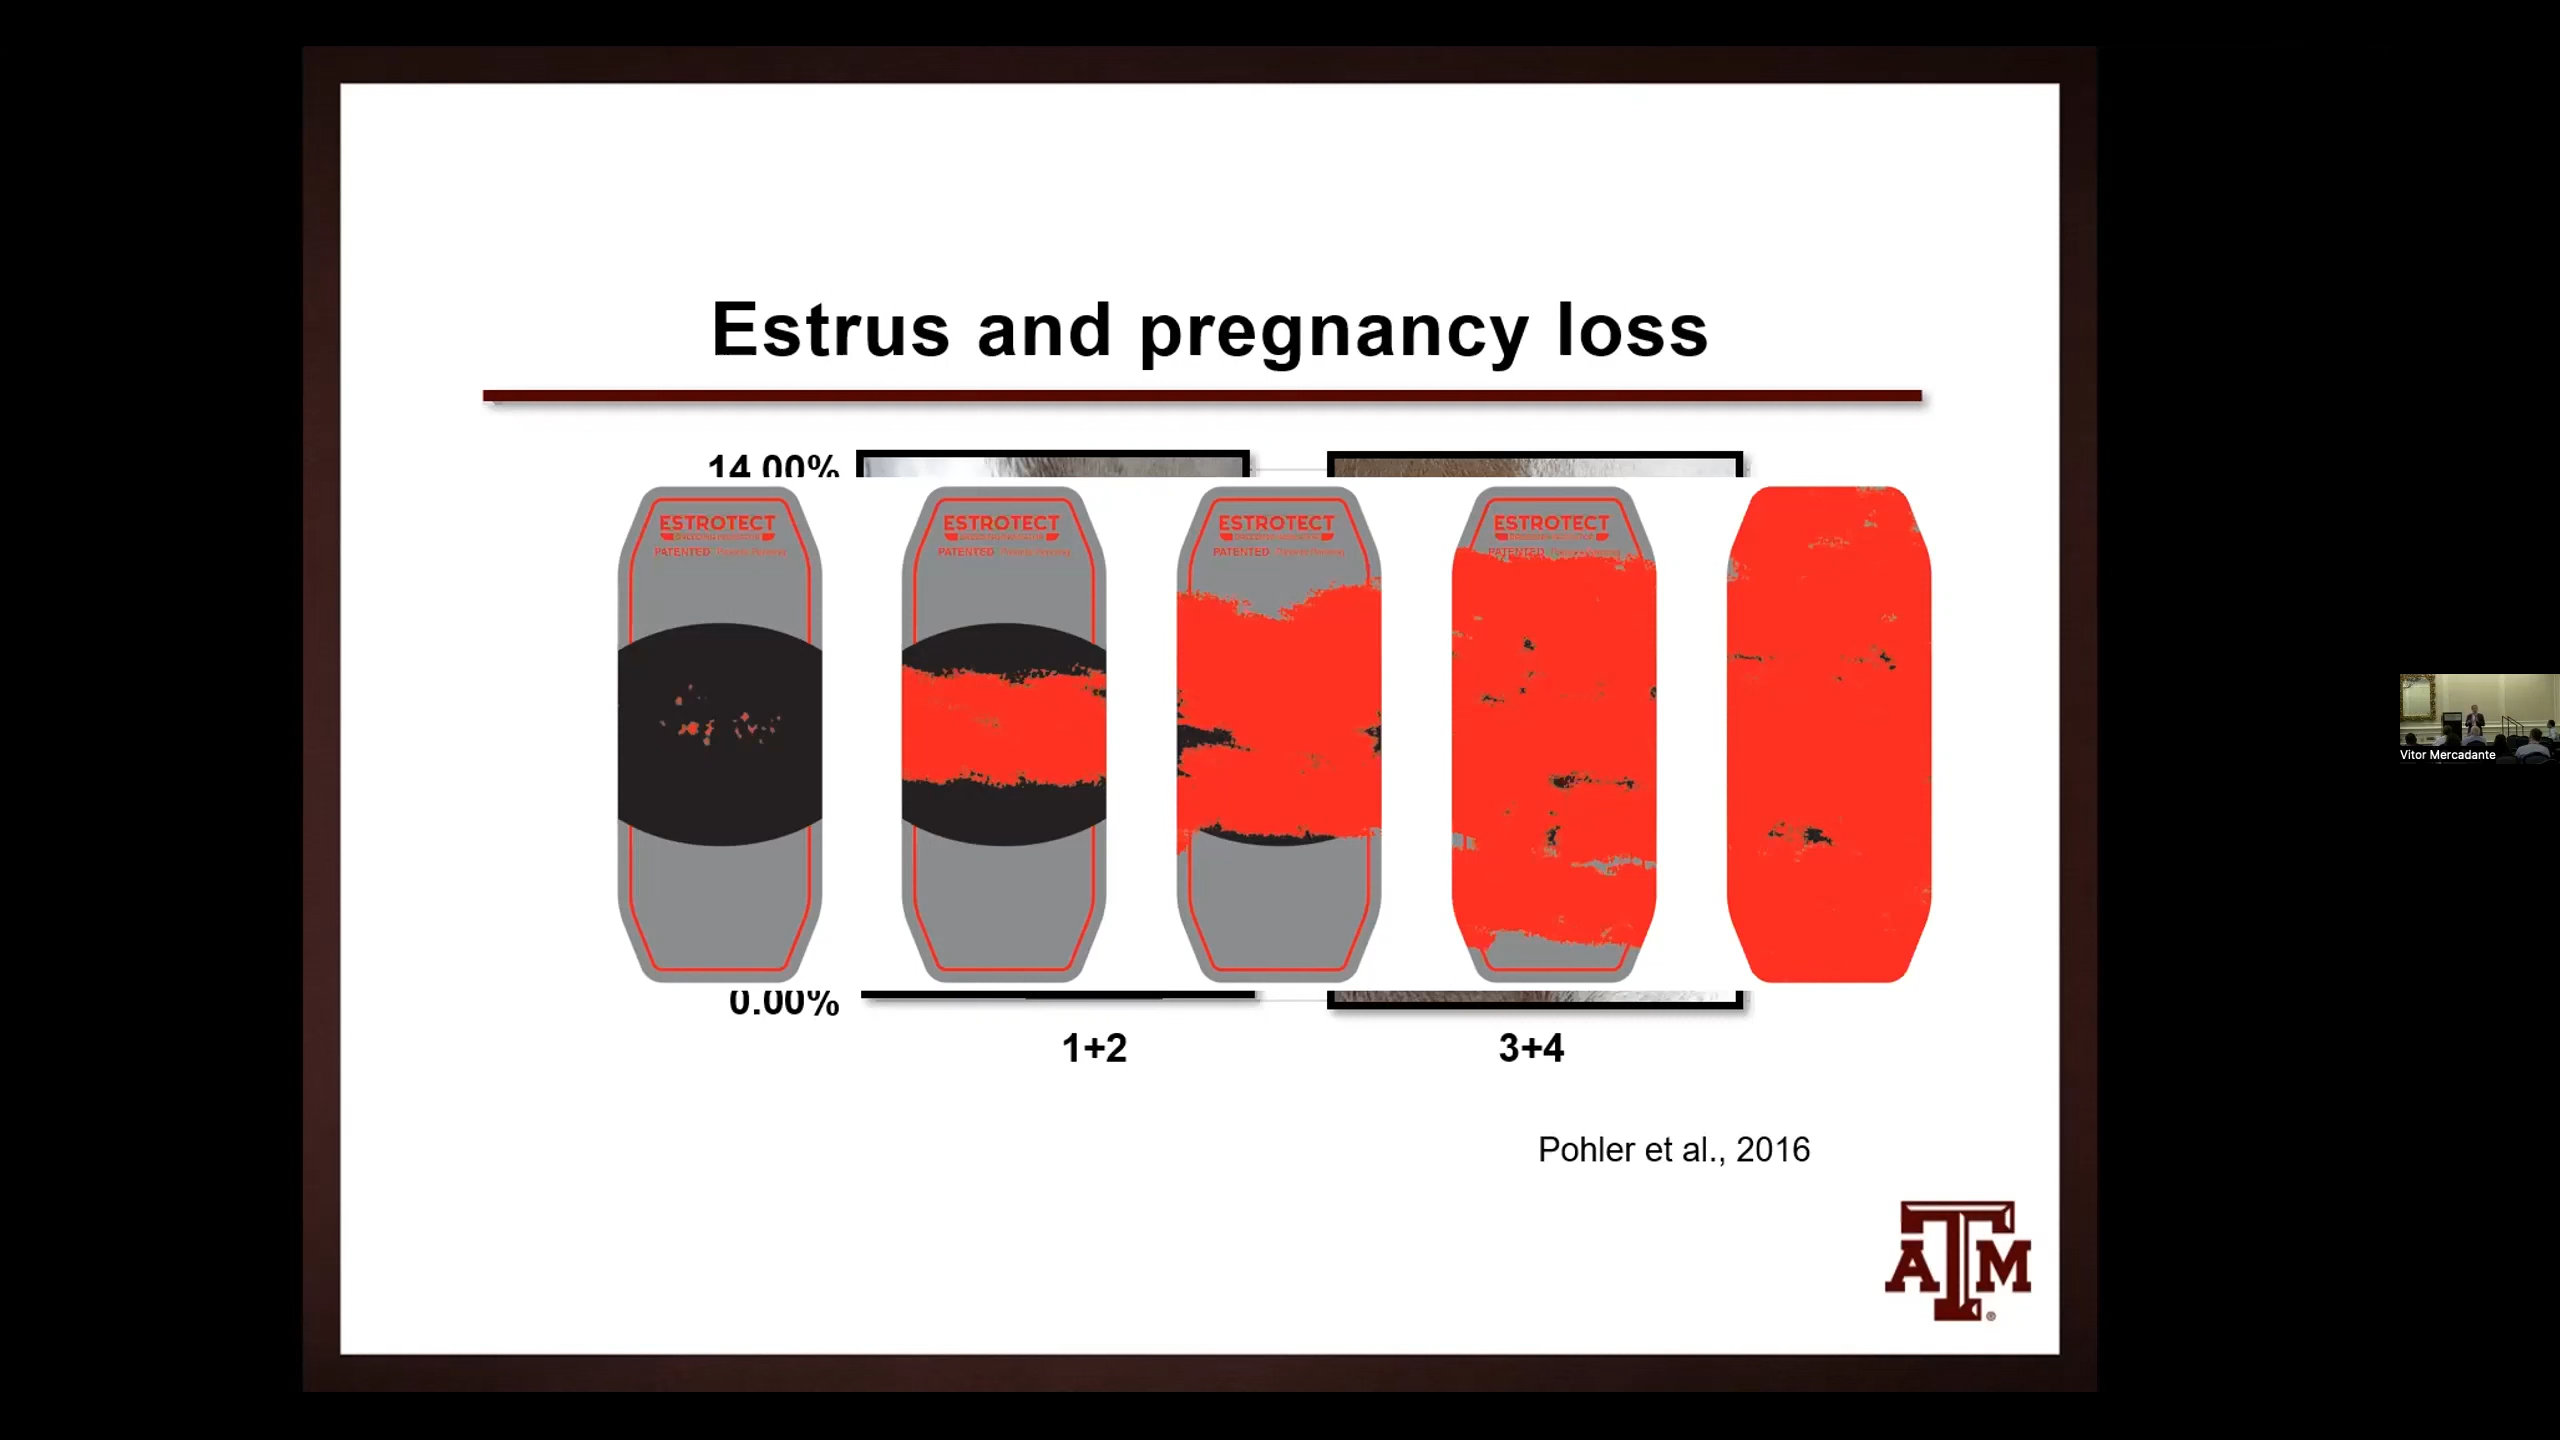 Estrus and pregnancy loss
14.00%
ESTROTECT
PATENTED
ESTROTECT
PATENTED
ESTROTECT
PATENTED
ESTROTECT
PATENTED
0.00%
1+2
3+4
Pohler et al., 2016
ATM
®
Vitor Mercadante